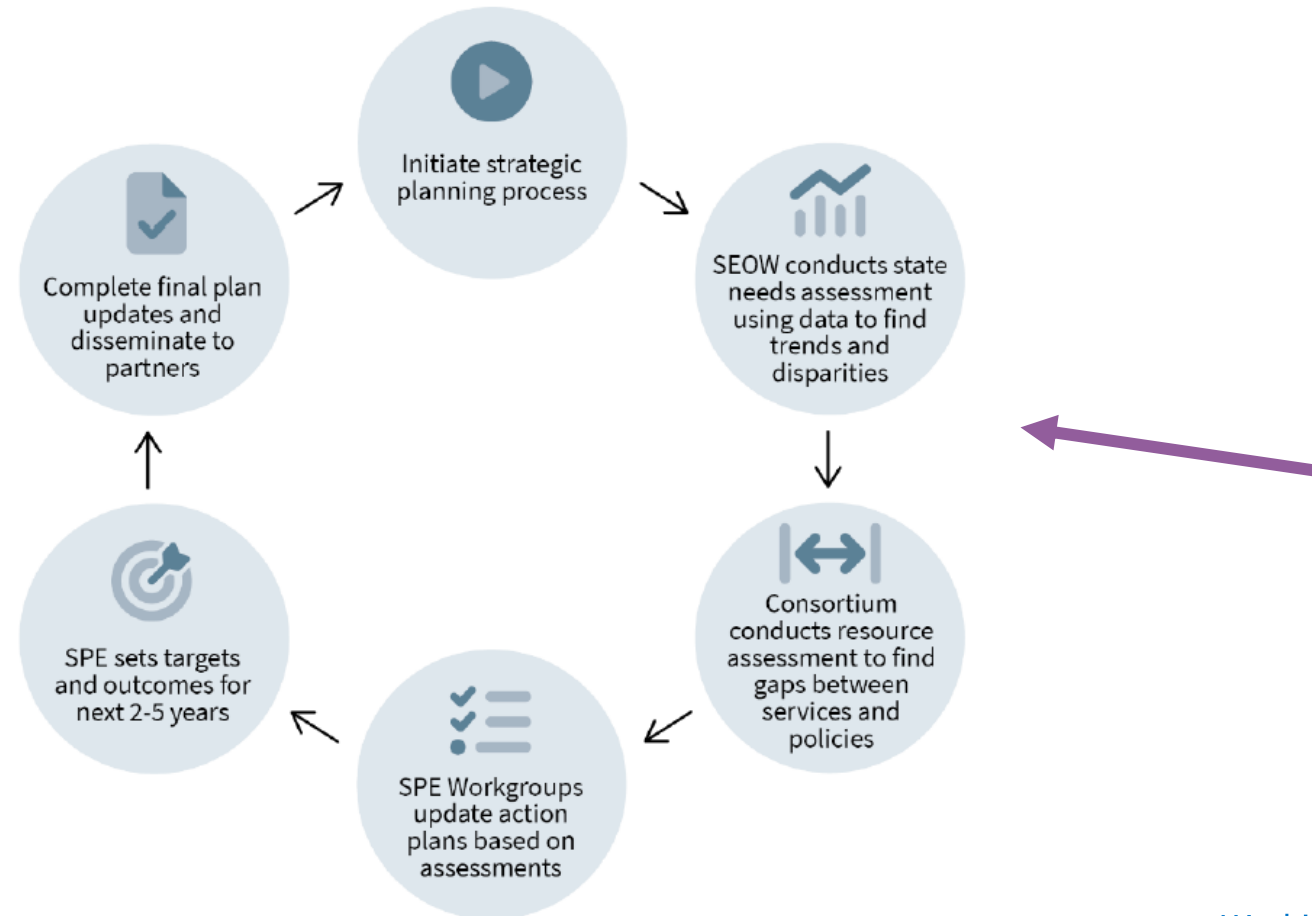 Initiate strategic
planning process
SEOW conducts state
needs assessment
using data to find
trends and
disparities
Consortium
conducts resource
assessment to find
gaps between
services and
policies
SPE Workgroups
update action
plans based on
assessments
SPE sets targets
and outcomes for
next 2-5 years
Complete final plan
updates and
disseminate to
partners